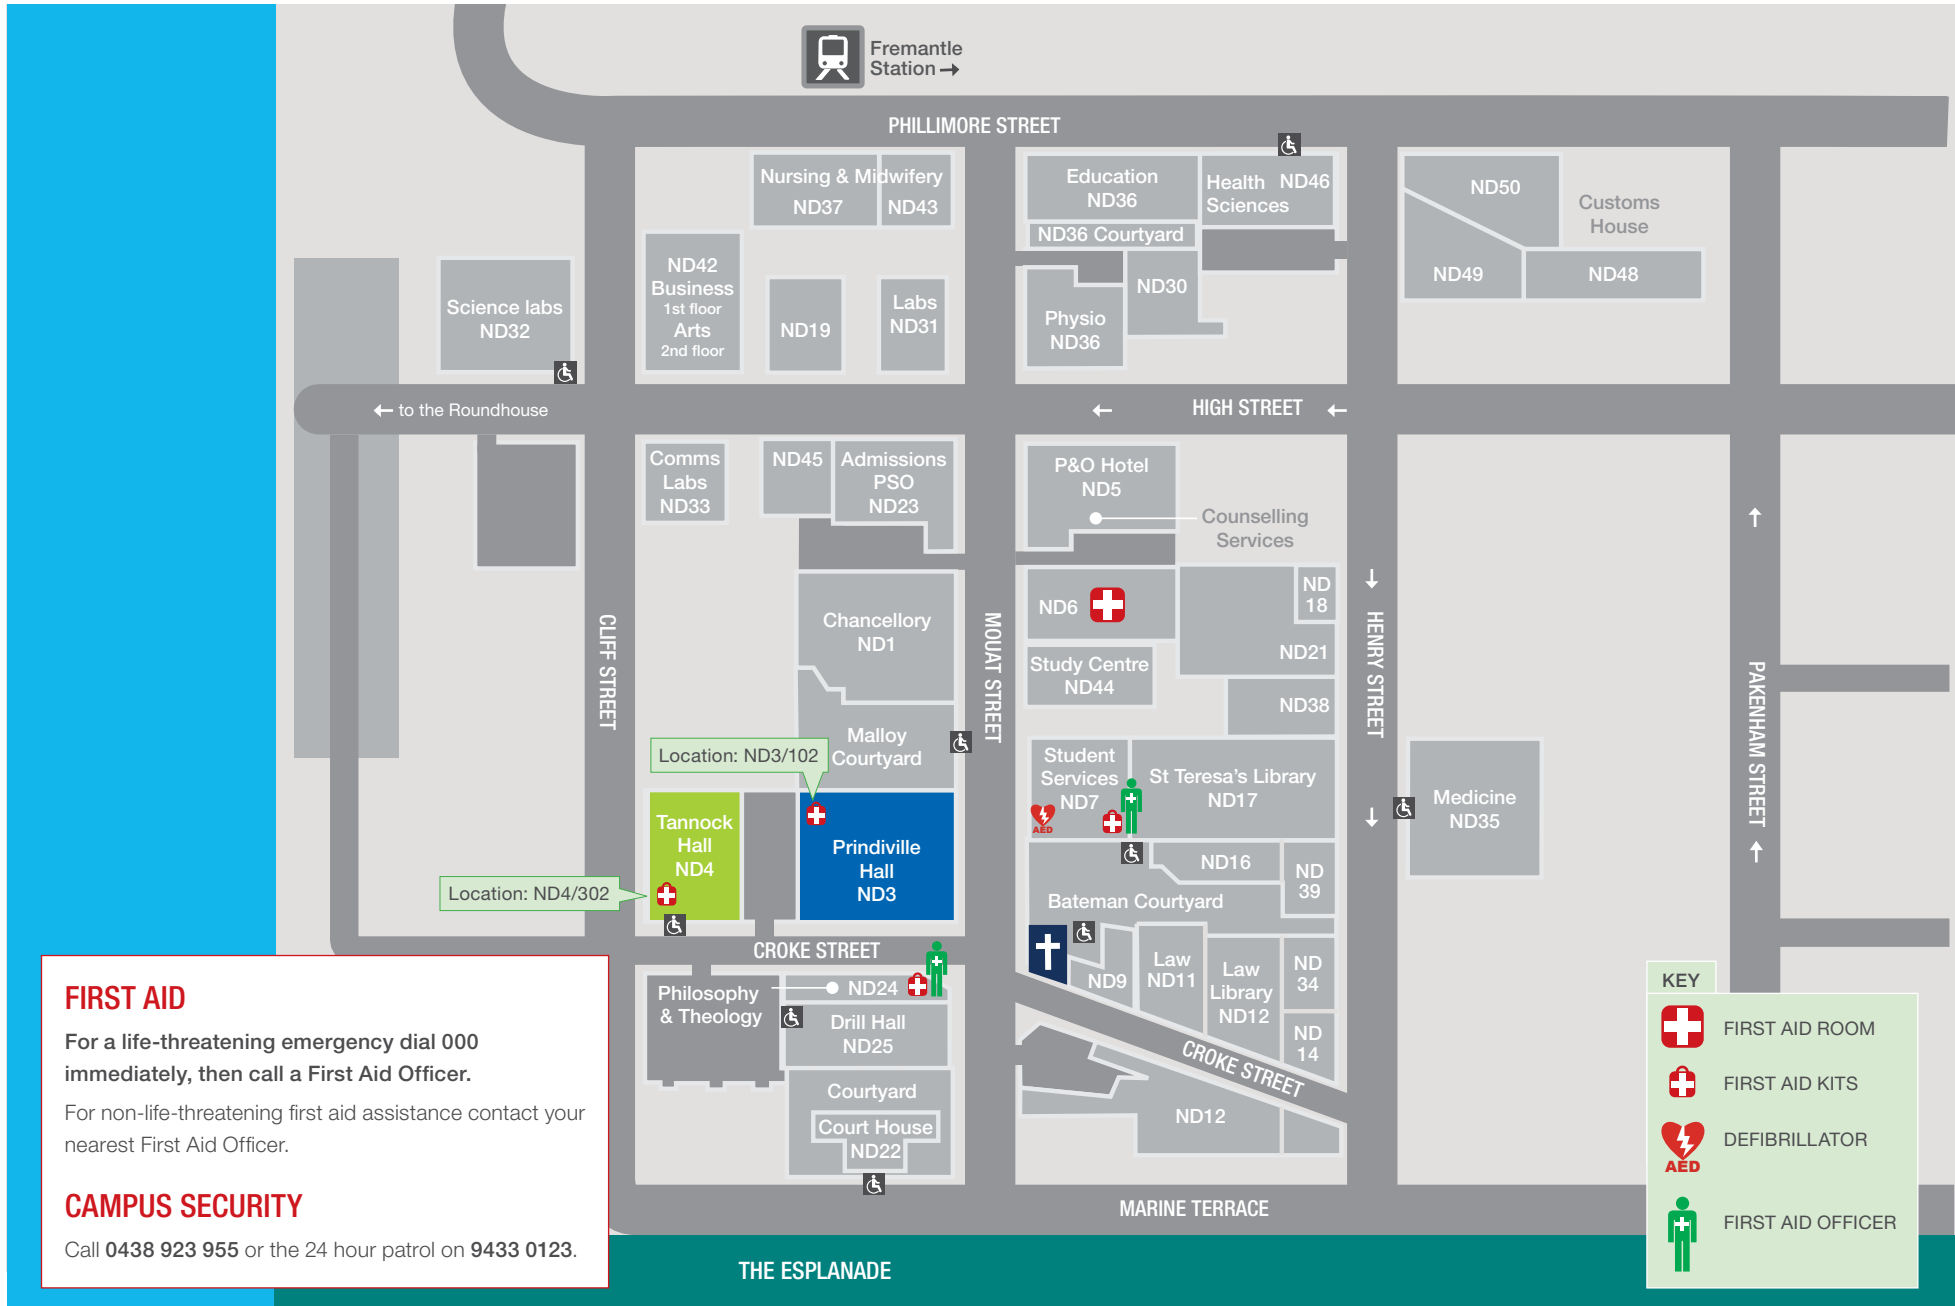 Fremantle
Station
PHILLIMORE STREET
Nursing & Midwifery
ND37
ND43
Education
ND36
Health
Sciences
ND46
ND50
Customs
House
ND36 Courtyard
ND42
Business
1st floor
Arts
2nd floor
Science labs
ND32
ND19
Labs
ND31
Physio
ND36
ND30
ND49
ND48
to the Roundhouse
HIGH STREET
Comms
Labs
ND33
ND45
Admissions
PSO
ND23
P&O Hotel
ND5
Counselling
Services
Chancellory
ND1
ND6
ND
18
ND21
Study Centre
ND44
ND38
CLIFF STREET
MOUAT STREET
HENRY STREET
PAKENHAM STREET
Malloy
Courtyard
Location: ND3/102
Student
Services
ND7
AED
St Teresa's Library
ND17
Medicine
ND35
Tannock
Hall
ND4
Prindiville
Hall
ND3
Location: ND4/302
ND16
ND
39
Bateman Courtyard
CROKE STREET
Philosophy
& Theology
ND24
Drill Hall
ND25
ND9
Law
ND11
Law
Library
ND12
ND
34
ND
14
CROKE STREET
Courtyard
Court House
ND22
ND12
MARINE TERRACE
THE ESPLANADE
FIRST AID
For a life-threatening emergency dial 000
immediately, then call a First Aid Officer.
For non-life-threatening first aid assistance contact your
nearest First Aid Officer.
CAMPUS SECURITY
Call 0438 923 955 or the 24 hour patrol on 9433 0123.
KEY
FIRST AID ROOM
FIRST AID KITS
DEFIBRILLATOR
AED
FIRST AID OFFICER